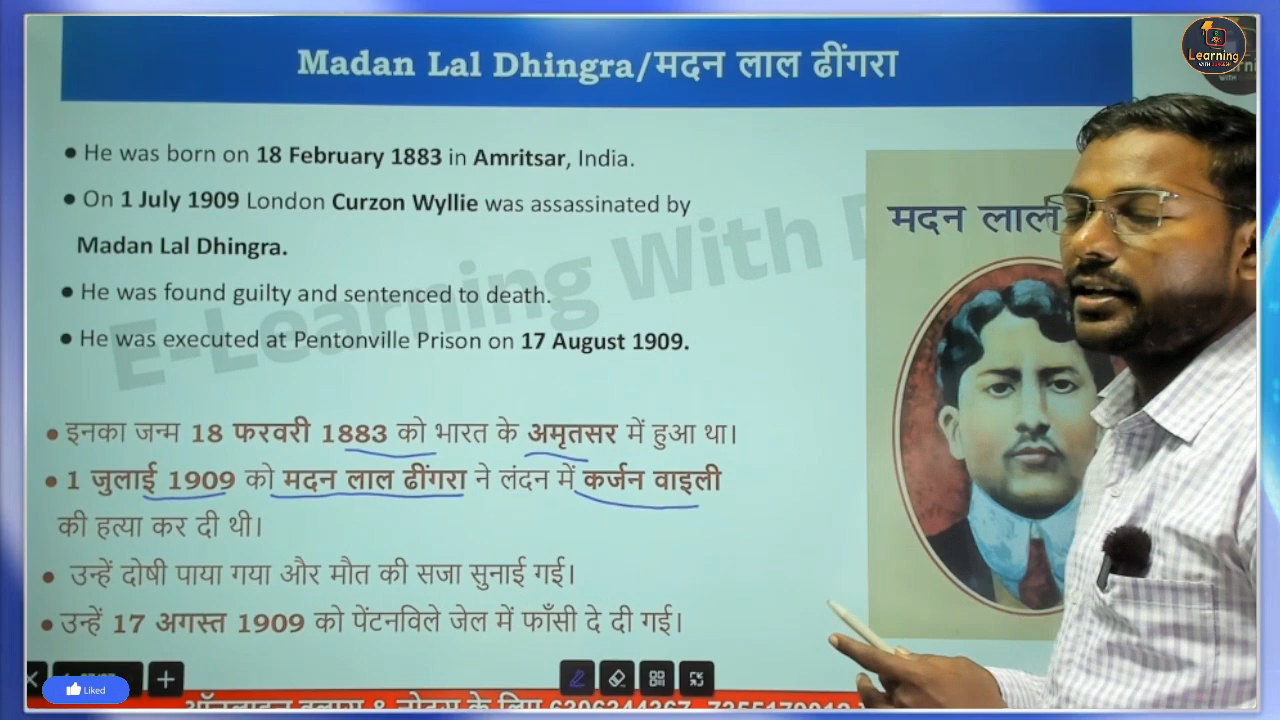 Madan Lal Dhingra/मदन लाल ढींगरा
Learning
WITH
• He was born on 18 February 1883 in Amritsar, India.
• On 1 July 1909 London Curzon Wyllie was assassinated by
Madan Lal Dhingra.
• He was found guilty and sentenced to death.
• He was executed at Pentonville Prison on 17 August 1909.
E-Learning With
मदन लाल
• इनका जन्म 18 फरवरी 1883 को भारत के अमृतसर में हुआ था।
• 1 जुलाई 1909 को मदन लाल ढींगरा ने लंदन में कर्जन वाइली
की हत्या कर दी थी।
• उन्हें दोषी पाया गया और मौत की सजा सुनाई गई।
• उन्हें 17 अगस्त 1909 को पेंटनविले जेल में फाँसी दे दी गई।
Liked